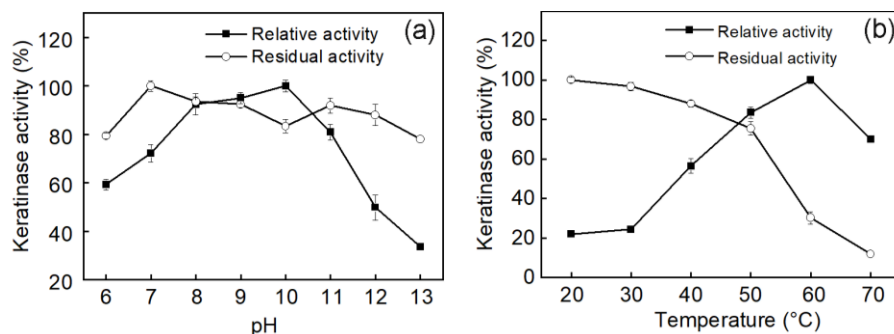 (a)
Relative activity
Residual activity
Keratinase activity (%)
120
100
80
60
40
20
6 7 8 9 10 11 12 13
pH
(b)
Relative activity
Residual activity
Keratinase activity (%)
120
100
80
60
40
20
0
20 30 40 50 60 70
Temperature (°C)